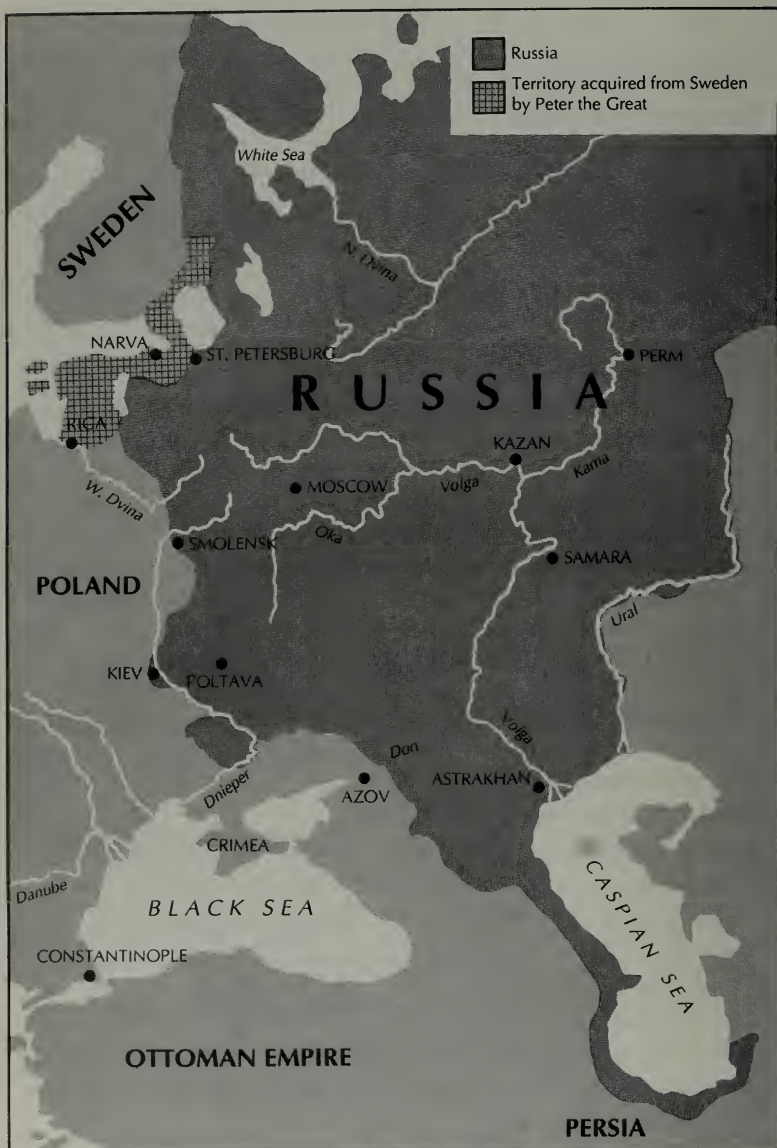 Russia
Territory acquired from Sweden
by Peter the Great
White Sea
SWEDEN
N. Dvina
NARVA
ST. PETERSBURG
PERM
RUSSIA
RIGA
KAZAN
W. Dvina
MOSCOW
Volga
Kama
Oka
SMOLENSK
SAMARA
POLAND
Ural
KIEV
POLTAVA
Volga
Don
Dnieper
AZOV
ASTRAKHAN
CRIMEA
Danube
BLACK SEA
CASPIAN SEA
CONSTANTINOPLE
OTTOMAN EMPIRE
PERSIA